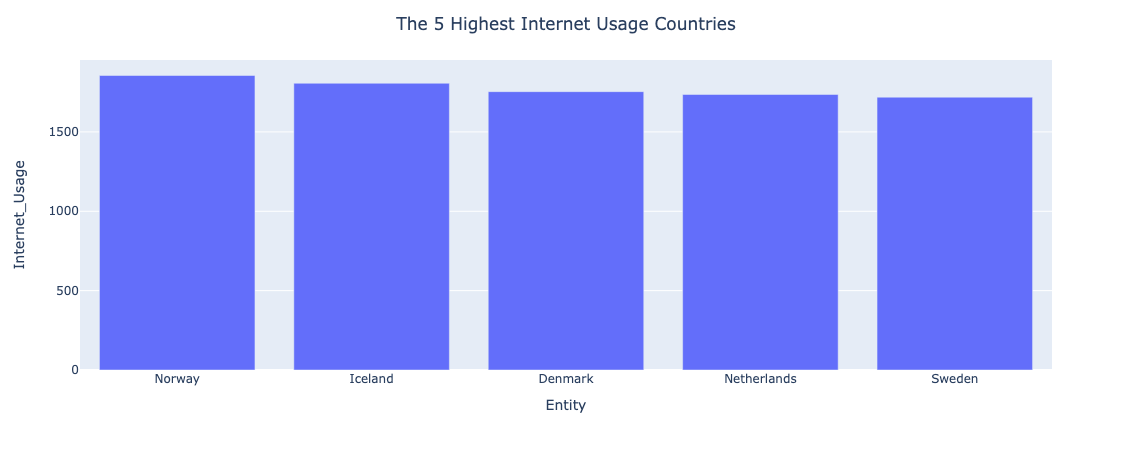 The 5 Highest Internet Usage Countries
Internet_Usage
1500
1000
500
0
Norway Iceland Denmark Netherlands Sweden
Entity